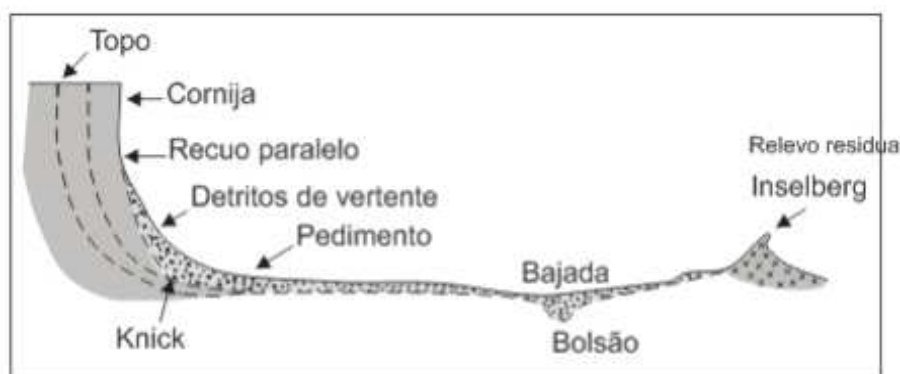 Topo
Cornija
Recuo paralelo
Relevo residua
Detritos de vertente
Inselberg
Pedimento
Bajada
Knick
Bolsão